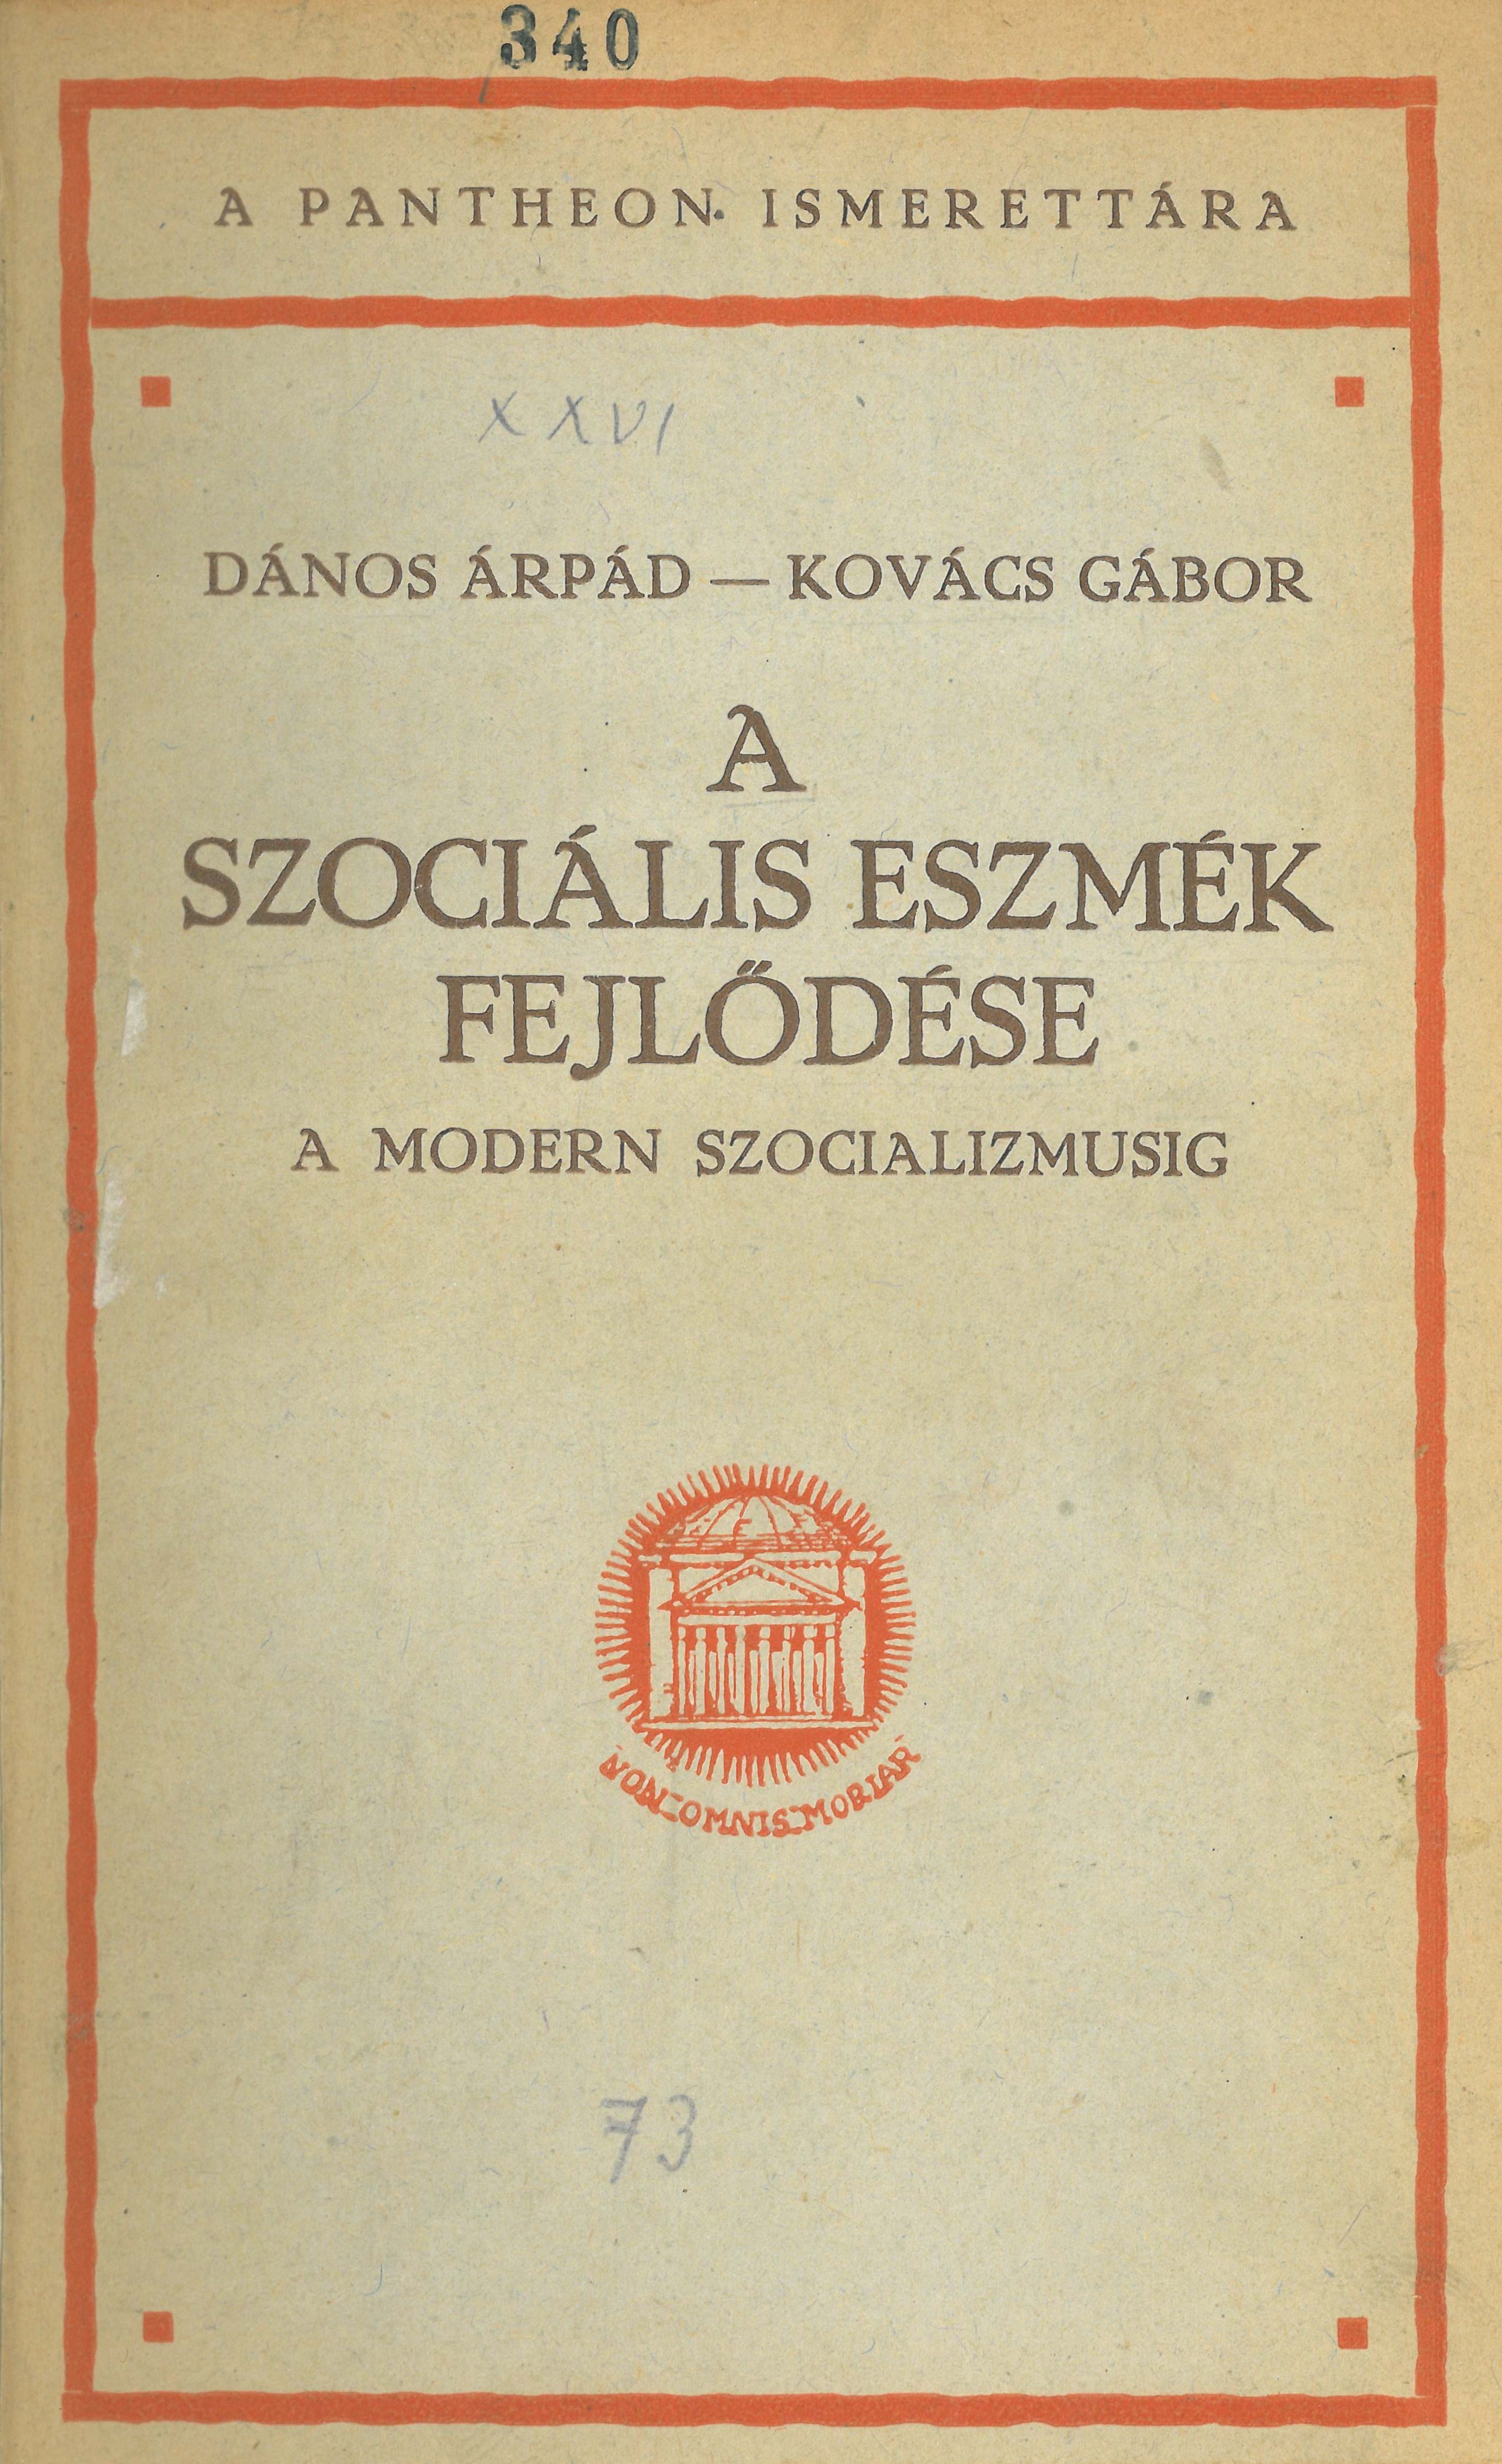 340
A PANTHEON ISMERETTÁRA
XXVI
DÁNOS ÁRPÁD — KOVÁCS GÁBOR
A
SZOCIÁLIS ESZMÉK
FEJLŐDÉSE
A MODERN SZOCIALIZMUSIG
NON OMNIS MORIAR
73